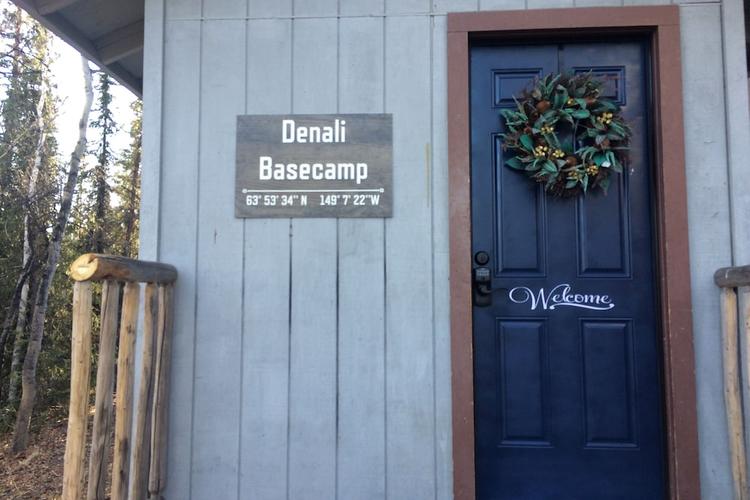 Denali
Basecamp
63° 53' 34" N 149° 7' 22"W
Welcome